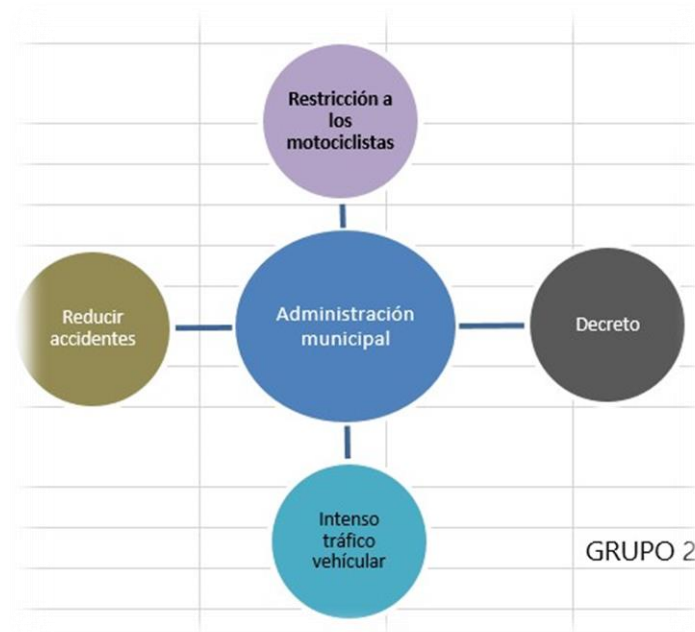 Restricción a
los
motociclistas
Reducir
accidentes
Administración
municipal
Decreto
Intenso
tráfico
vehícular
GRUPO 2